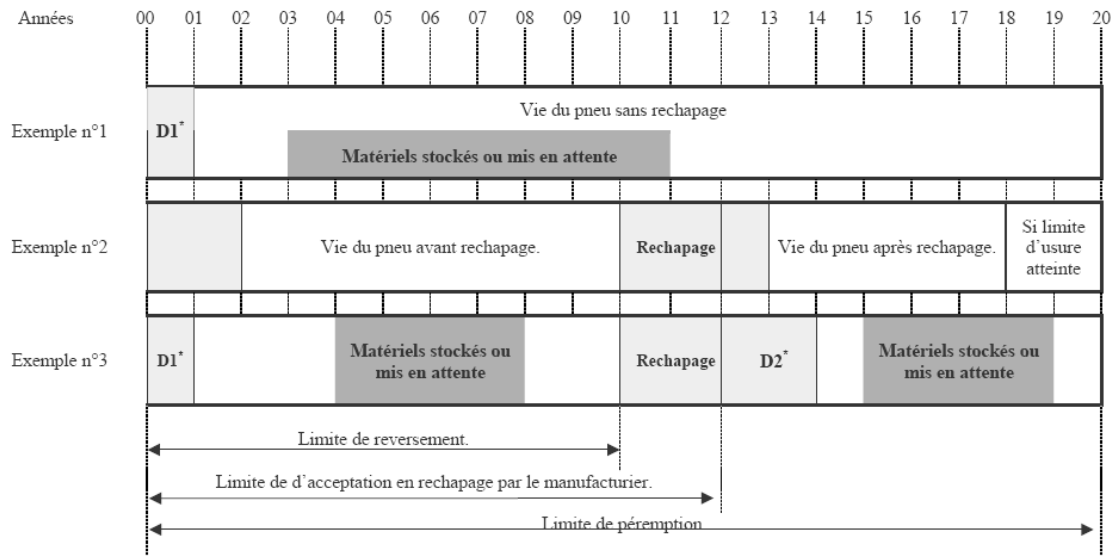 Années 00 01 02 03 04 05 06 07 08 09 10 11 12 13 14 15 16 17 18 19 20
Vie du pneu sans rechapage
Exemple n°1 D1*
Matériels stockés ou mis en attente
Exemple n°2 Vie du pneu avant rechapage. Rechapage Vie du pneu après rechapage.
Si limite
d’usure
atteinte
Exemple n°3 D1*
Matériels stockés ou
mis en attente
Rechapage D2*
Matériels stockés ou
mis en attente
Limite de reversement.
Limite de d’acceptation en rechapage par le manufacturier.
Limite de péremption